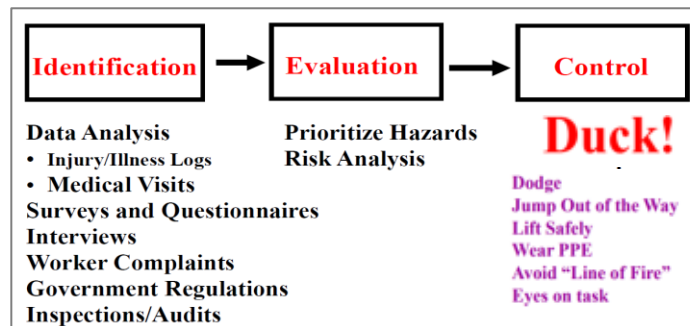 Identification
Evaluation
Control
Data Analysis
• Injury/Illness Logs
• Medical Visits
Surveys and Questionnaires
Interviews
Worker Complaints
Government Regulations
Inspections/Audits
Prioritize Hazards
Risk Analysis
Duck!
Dodge
Jump Out of the Way
Lift Safely
Wear PPE
Avoid “Line of Fire”
Eyes on task